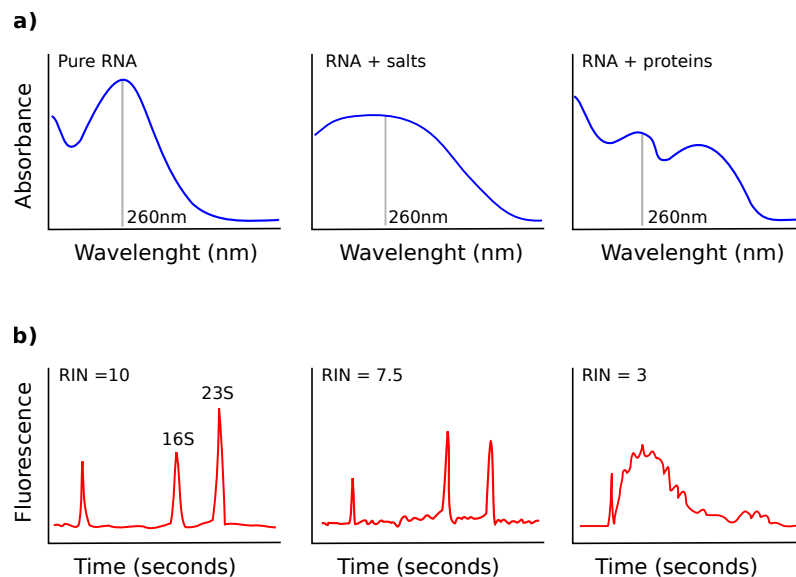 a)
Pure RNA
RNA + salts
RNA + proteins
Absorbance
260nm
260nm
260nm
Wavelenght (nm)
Wavelenght (nm)
Wavelenght (nm)
b)
RIN =10
RIN = 7.5
RIN = 3
23S
16S
Fluorescence
Time (seconds)
Time (seconds)
Time (seconds)